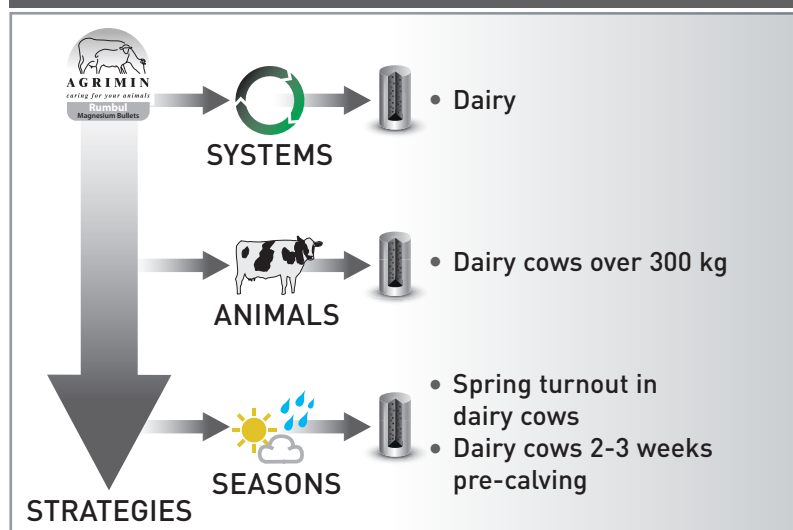 AGRIMIN
caring for your animals
Rumbul
Magnesium Bullets
SYSTEMS
• Dairy
ANIMALS
• Dairy cows over 300 kg
SEASONS
• Spring turnout in
dairy cows
• Dairy cows 2-3 weeks
pre-calving
STRATEGIES